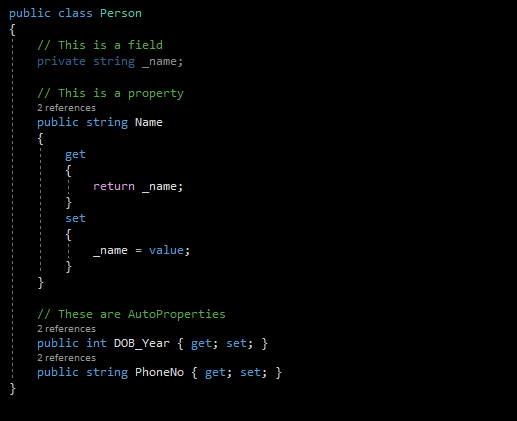 public class Person
{
// This is a field
private string _name;
// This is a property
2 references
public string Name
{
get
{
return _name;
}
set
{
_name = value;
}
}
// These are AutoProperties
2 references
public int DOB_Year { get; set; }
2 references
public string PhoneNo { get; set; }
}